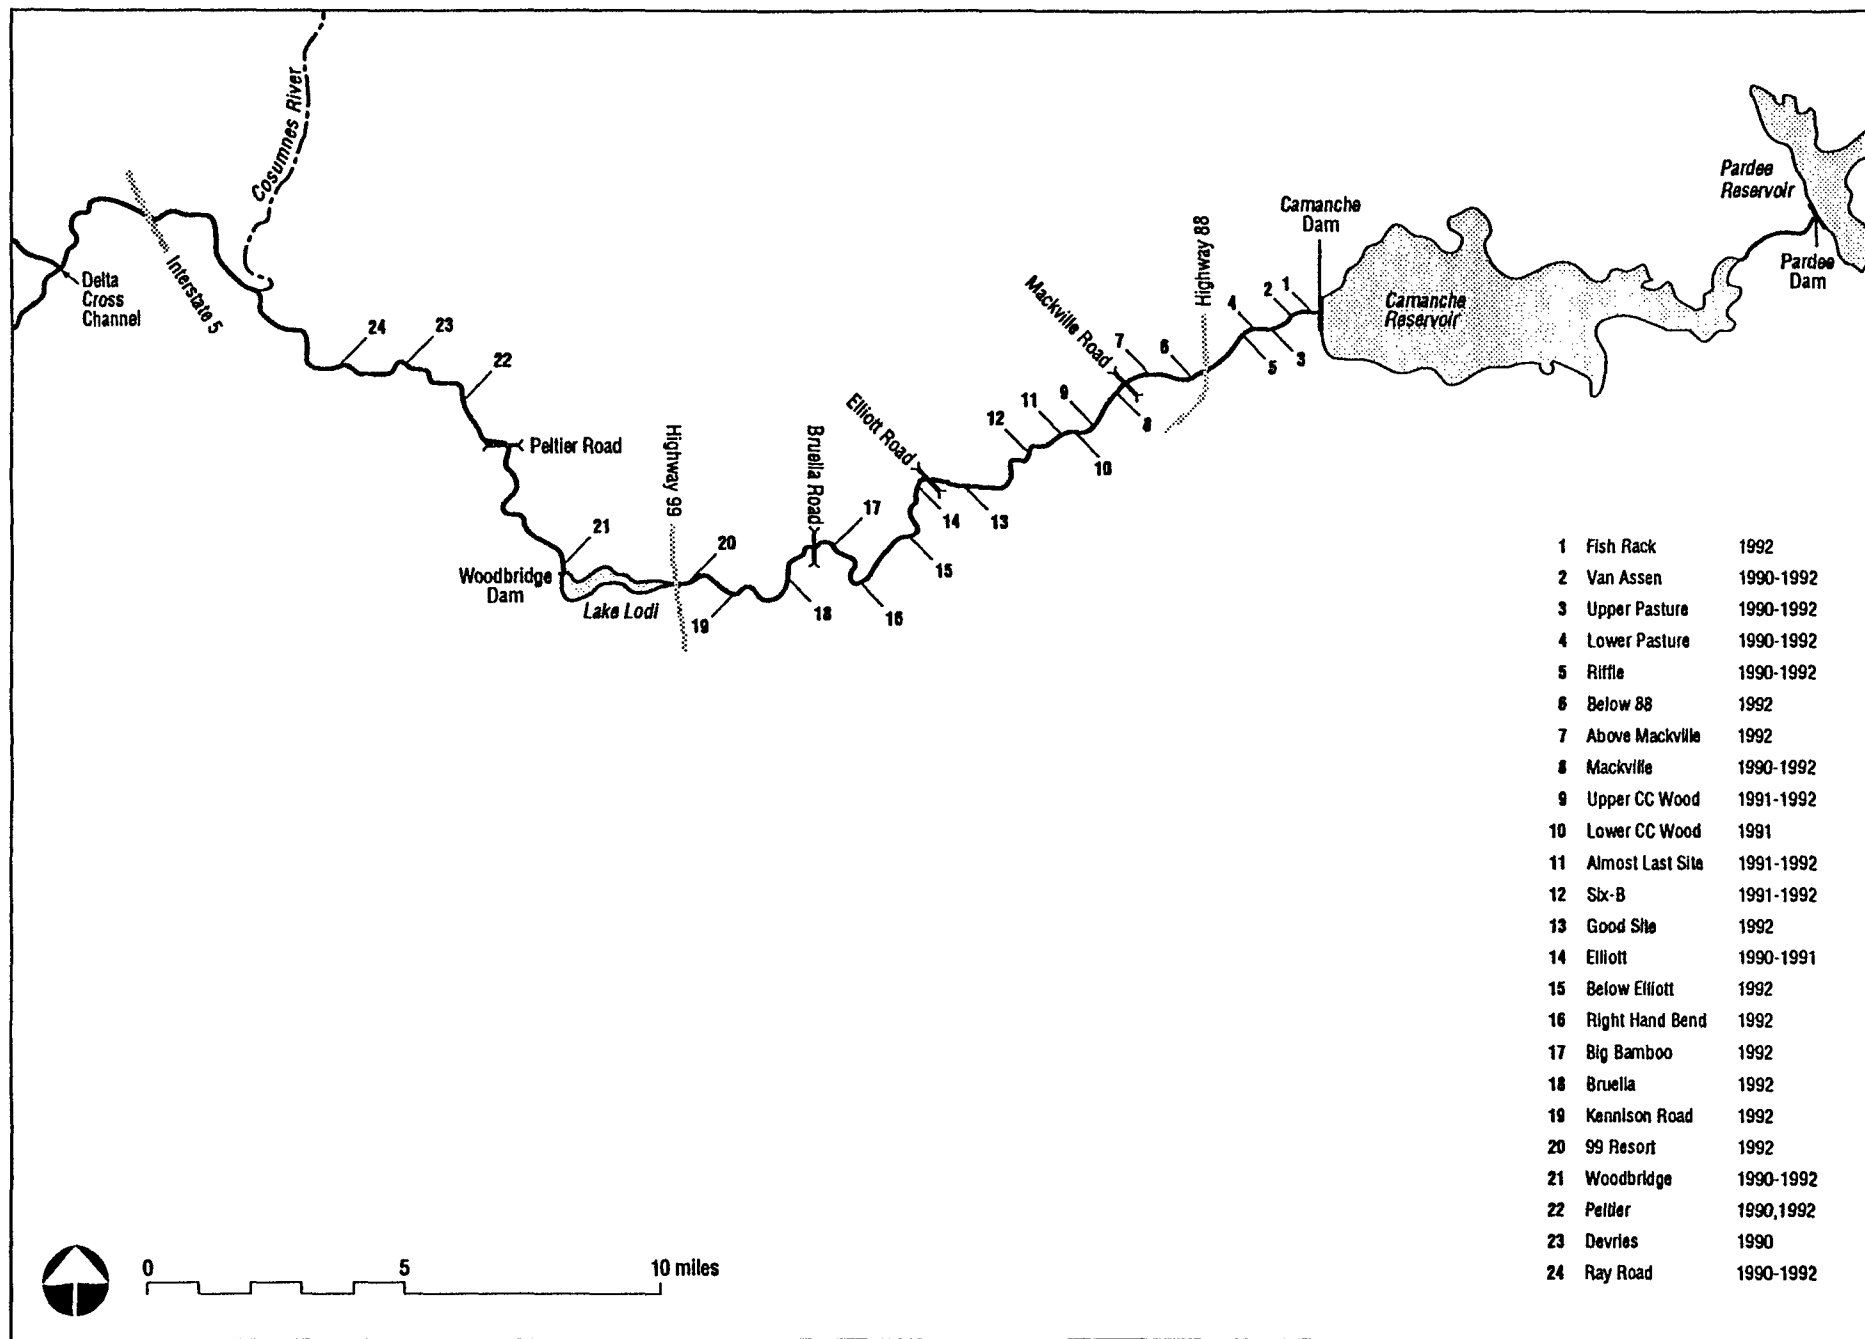 Cosumnes River
Pardee
Reservoir
Camanche
Dam
Highway 88
Delta
Cross
Channel
Interstate 5
Pardee
Dam
Mackville Road
Camanche
Reservoir
1
2
4
3
5
24
23
22
7
6
8
9
11
12
10
Elliott Road
Peltier Road
Highway 99
Bruella Road
17
14
13
21
20
15
Woodbridge
Dam
Lake Lodi
19
18
16
1 Fish Rack 1992
2 Van Assen 1990-1992
3 Upper Pasture 1990-1992
4 Lower Pasture 1990-1992
5 Riffle 1990-1992
6 Below 88 1992
7 Above Mackville 1992
8 Mackville 1990-1992
9 Upper CC Wood 1991-1992
10 Lower CC Wood 1991
11 Almost Last Site 1991-1992
12 Six-B 1991-1992
13 Good Site 1992
14 Elliott 1990-1991
15 Below Elliott 1992
16 Right Hand Bend 1992
17 Big Bamboo 1992
18 Bruella 1992
19 Kennison Road 1992
20 99 Resort 1992
21 Woodbridge 1990-1992
22 Peltier 1990,1992
23 Devries 1990
24 Ray Road 1990-1992
0 5 10 miles